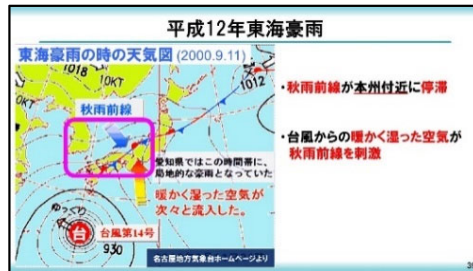 平成12年東海豪雨
東海豪雨の時の天気図 (2000.9.11)
1018
10KT
10KT
1012
秋雨前線
愛知県ではこの時間帯に、
局地的な豪雨となっていた
暖かく湿った空気が
次々と流入した。
ゆっくり
台
台風第14号
930
名古屋地方気象台ホームページより
・秋雨前線が本州付近に停滞
・台風からの暖かく湿った空気が
秋雨前線を刺激